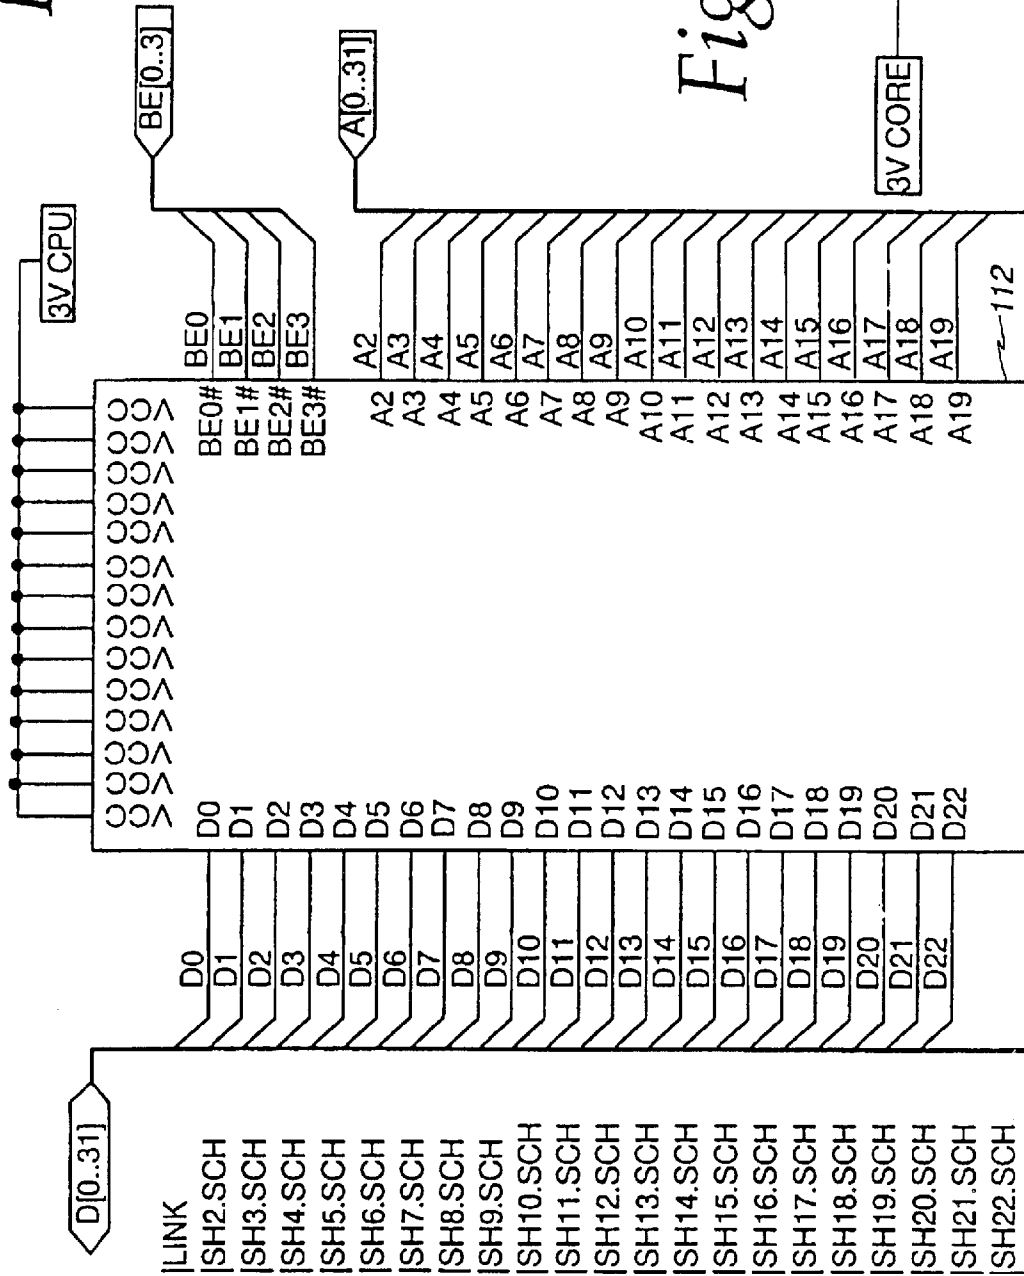 D[0..31]
|LINK
|SH2.SCH
|SH3.SCH
|SH4.SCH
|SH5.SCH
|SH6.SCH
|SH7.SCH
|SH8.SCH
|SH9.SCH
|SH10.SCH
|SH11.SCH
|SH12.SCH
|SH13.SCH
|SH14.SCH
|SH15.SCH
|SH16.SCH
|SH17.SCH
|SH18.SCH
|SH19.SCH
|SH20.SCH
|SH21.SCH
|SH22.SCH
D0
D1
D2
D3
D4
D5
D6
D7
D8
D9
D10
D11
D12
D13
D14
D15
D16
D17
D18
D19
D20
D21
D22
D0
D1
D2
D3
D4
D5
D6
D7
D8
D9
D10
D11
D12
D13
D14
D15
D16
D17
D18
D19
D20
D21
D22
VCC
VCC
VCC
VCC
VCC
VCC
VCC
VCC
VCC
VCC
VCC
VCC
VCC
VCC
BE0#
BE1#
BE2#
BE3#
A2
A3
A4
A5
A6
A7
A8
A9
A10
A11
A12
A13
A14
A15
A16
A17
A18
A19
3V CPU
BE0
BE1
BE2
BE3
A2
A3
A4
A5
A6
A7
A8
A9
A10
A11
A12
A13
A14
A15
A16
A17
A18
A19
112
BE[0..3]
A[0..31]
3V CORE
Fig